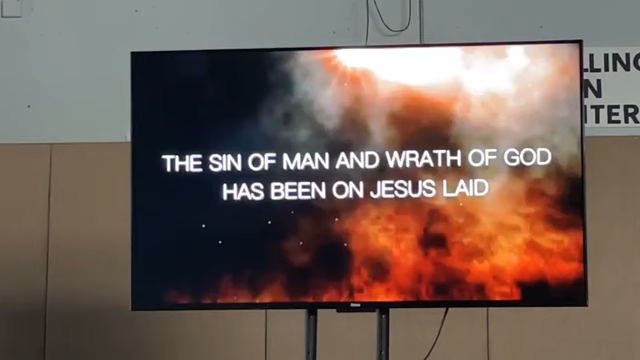 THE SIN OF MAN AND WRATH OF GOD
HAS BEEN ON JESUS LAID